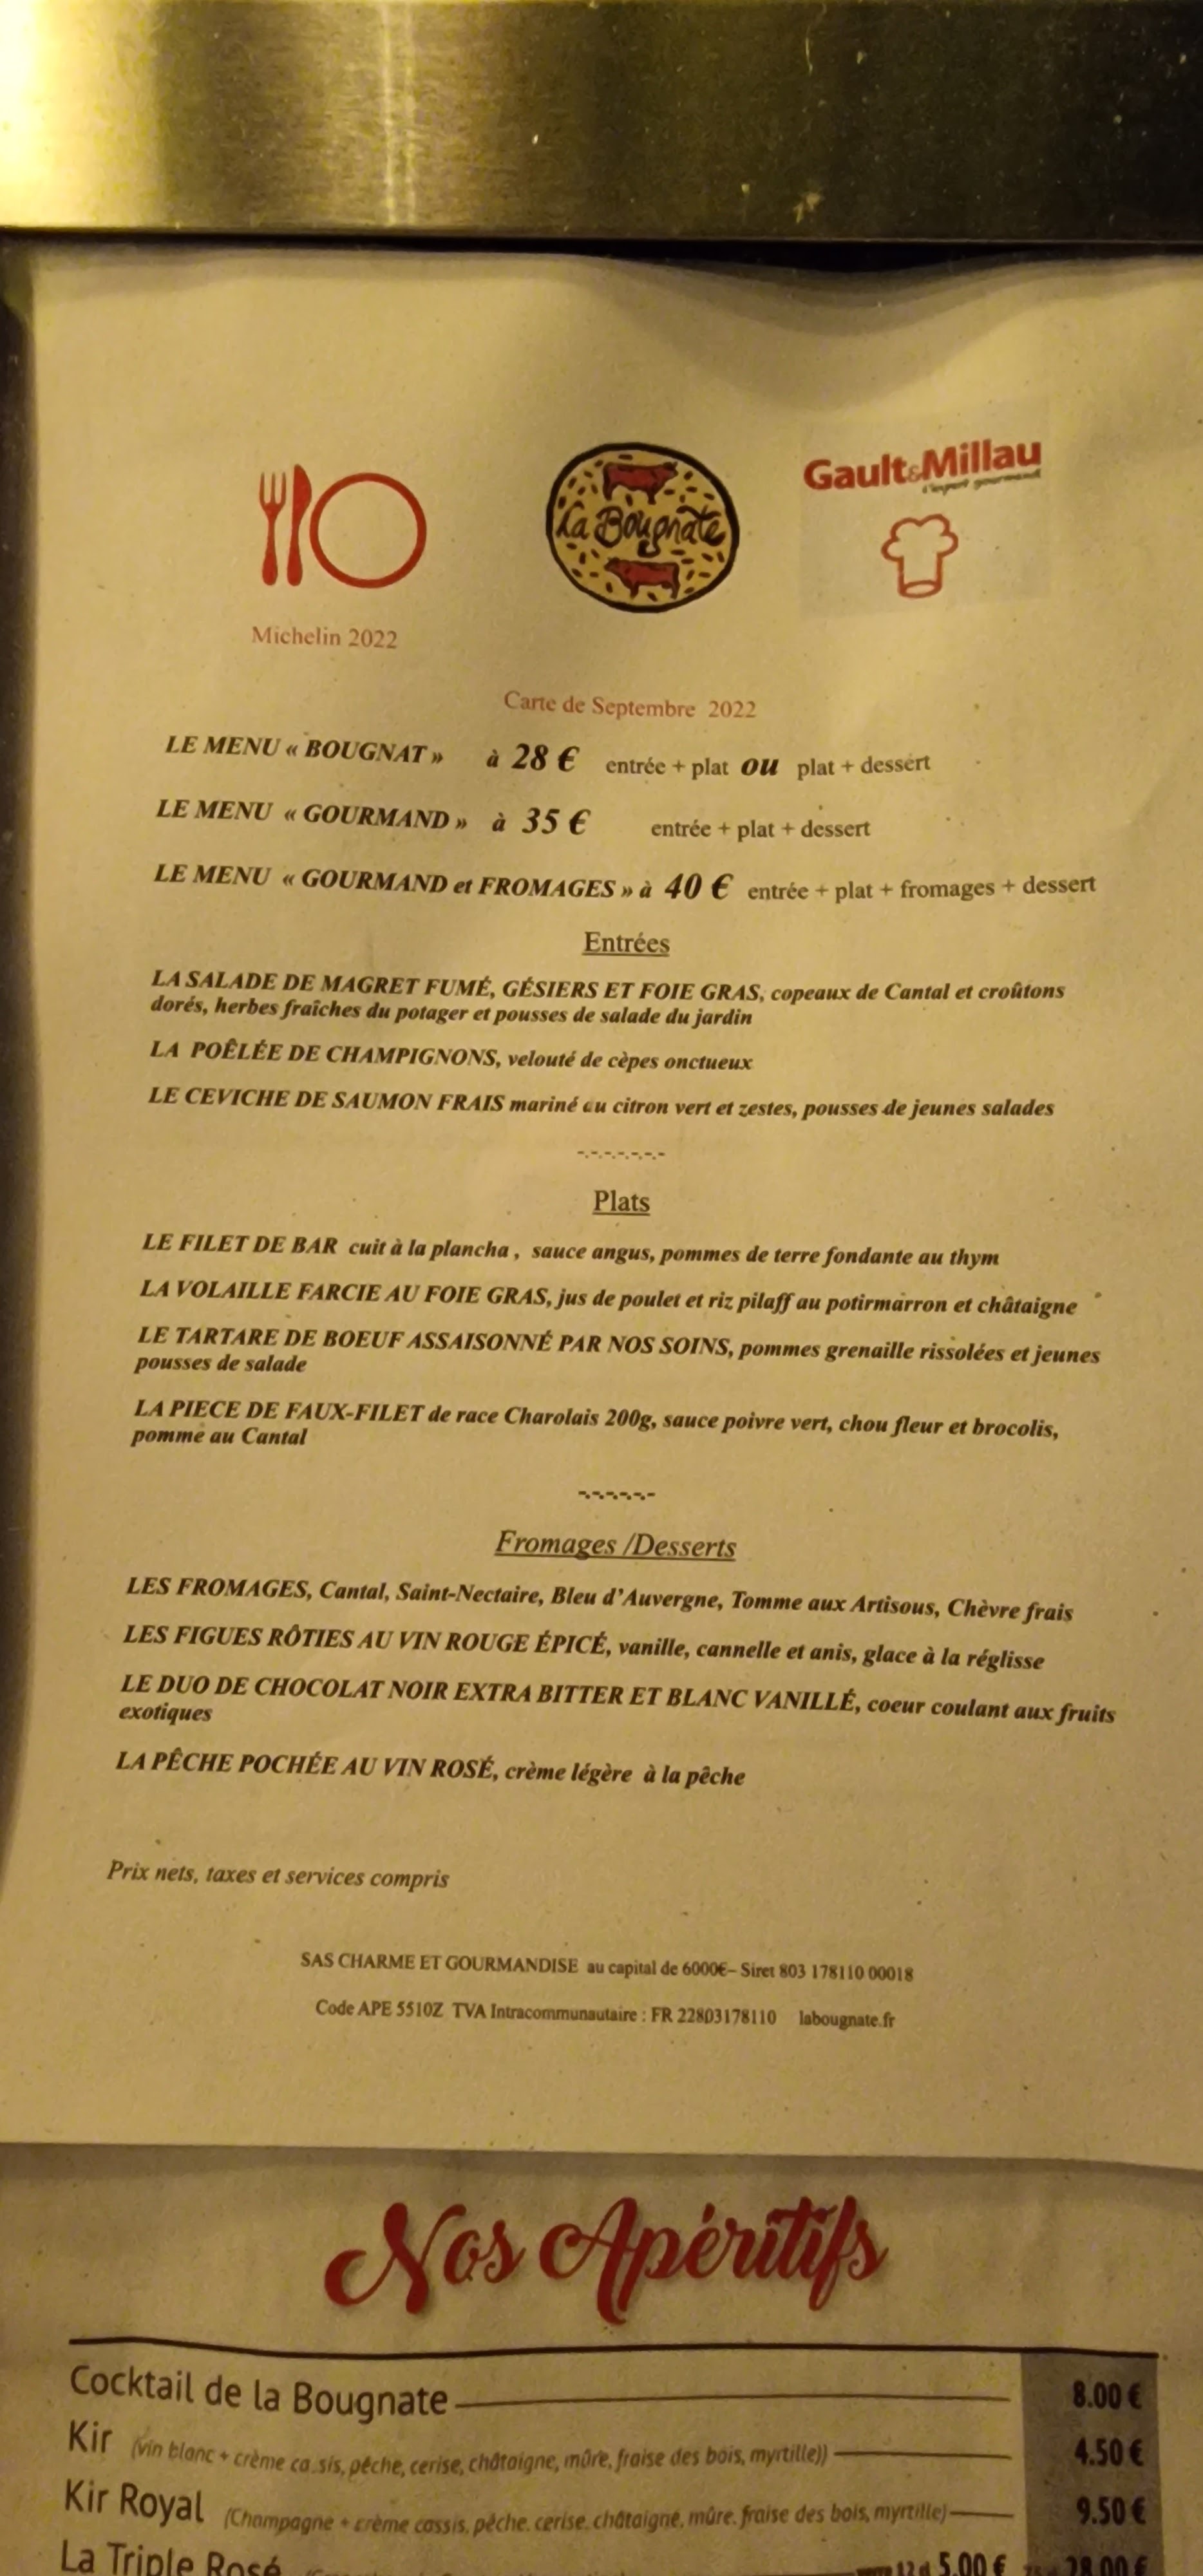 Gault&Millau
l'expert gourmand
La Bougnate
Michelin 2022
Carte de Septembre 2022
LE MENU « BOUGNAT » à 28 € entrée + plat ou plat + dessert
LE MENU « GOURMAND » à 35 € entrée + plat + dessert
LE MENU « GOURMAND et FROMAGES » à 40 € entrée + plat + fromages + dessert
Entrées
LA SALADE DE MAGRET FUMÉ, GÉSIERS ET FOIE GRAS, copeaux de Cantal et croûtons
dorés, herbes fraîches du potager et pousses de salade du jardin
LA POÊLÉE DE CHAMPIGNONS, velouté de cèpes onctueux
LE CEVICHE DE SAUMON FRAIS mariné au citron vert et zestes, pousses de jeunes salades
-.-.-.-.-.-.-
Plats
LE FILET DE BAR cuit à la plancha , sauce angus, pommes de terre fondante au thym
LA VOLAILLE FARCIE AU FOIE GRAS, jus de poulet et riz pilaff au potirmarron et châtaigne
LE TARTARE DE BOEUF ASSAISONNÉ PAR NOS SOINS, pommes grenaille rissolées et jeunes
pousses de salade
LA PIECE DE FAUX-FILET de race Charolais 200g, sauce poivre vert, chou fleur et brocolis,
pomme au Cantal
-.-.-.-.-.-
Fromages /Desserts
LES FROMAGES, Cantal, Saint-Nectaire, Bleu d'Auvergne, Tomme aux Artisous, Chèvre frais
LES FIGUES RÔTIES AU VIN ROUGE ÉPICÉ, vanille, cannelle et anis, glace à la réglisse
LE DUO DE CHOCOLAT NOIR EXTRA BITTER ET BLANC VANILLÉ, coeur coulant aux fruits
exotiques
LA PÊCHE POCHÉE AU VIN ROSÉ, crème légère à la pêche
Prix nets, taxes et services compris
SAS CHARME ET GOURMANDISE au capital de 6000€– Siret 803 178110 00018
Code APE 5510Z TVA Intracommunautaire : FR 22803178110 labougnate.fr
Nos Apéritifs
Cocktail de la Bougnate 8.00 €
Kir (vin blanc + crème cassis, pêche, cerise, châtaigne, mûre, fraise des bois, myrtille)) 4.50 €
Kir Royal (Champagne + crème cassis, pêche, cerise, châtaigne, mûre, fraise des bois, myrtille) 9.50 €
La Triple Rosé 12 cl 5.00 € 28.00 €